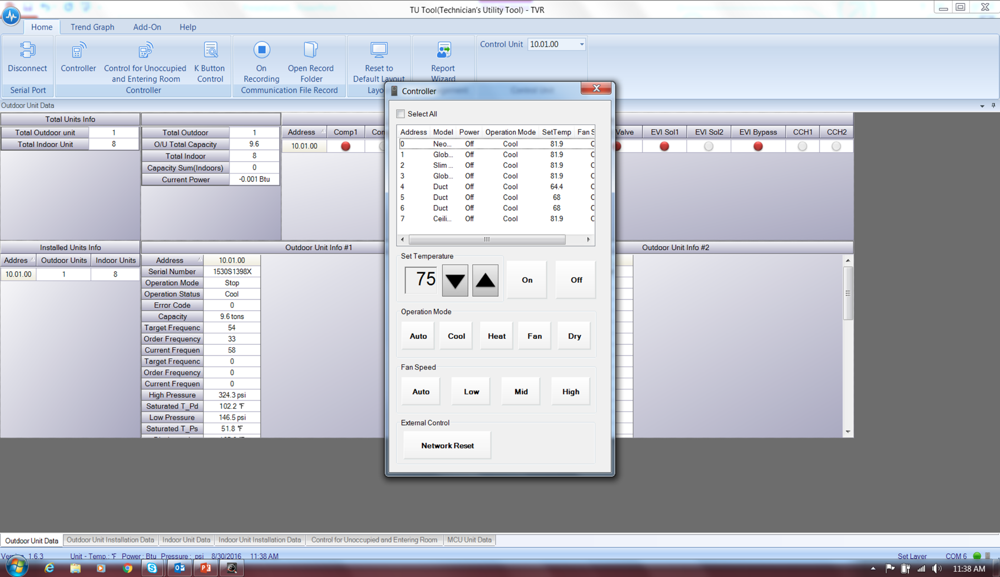 TU Tool(Technician's Utility Tool) - TVR
Home Trend Graph Add-On Help
Control Unit 10.01.00
Disconnect Controller Control for Unoccupied K Button On Open Record Reset to Report
and Entering Room Control Recording Folder Default Layout Wizard
Serial Port Controller Communication File Record
Outdoor Unit Data
Total Units Info
Total Outdoor unit 1
Total Indoor Unit 8
Total Outdoor 1
O/U Total Capacity 9.6
Total Indoor 8
Capacity Sum(Indoors) 0
Current Power -0.001 Btu
Address Comp1
10.01.00
Valve EVI Sol1 EVI Sol2 EVI Bypass CCH1 CCH2
Controller
Select All
Address Model Power Operation Mode SetTemp Fan S
0 Neo... Off Cool 81.9 C
1 Glob... Off Cool 81.9 C
2 Slim ... Off Cool 81.9 C
3 Glob... Off Cool 81.9 C
4 Duct Off Cool 64.4 C
5 Duct Off Cool 68 C
6 Duct Off Cool 68 C
7 Ceili... Off Cool 81.9 C
Set Temperature
75 On Off
Operation Mode
Auto Cool Heat Fan Dry
Fan Speed
Auto Low Mid High
External Control
Network Reset
Installed Units Info
Addres Outdoor Units Indoor Units
10.01.00 1 8
Outdoor Unit Info #1
Address 10.01.00
Serial Number 1530S1398X
Operation Mode Stop
Operation Status Cool
Error Code 0
Capacity 9.6 tons
Target Frequenc 54
Order Frequency 33
Current Frequen 58
Target Frequenc 0
Order Frequency 0
Current Frequen 0
High Pressure 324.3 psi
Saturated T_Pd 102.2 ℉
Low Pressure 146.5 psi
Saturated T_Ps 51.8 ℉
Outdoor Unit Info #2
Outdoor Unit Data Outdoor Unit Installation Data Indoor Unit Data Indoor Unit Installation Data Control for Unoccupied and Entering Room MCU Unit Data
1.6.3 Unit - Temp.: ℉ Power : Btu Pressure : psi 8/30/2016 11:38 AM
Set Layer COM 6
11:38 AM